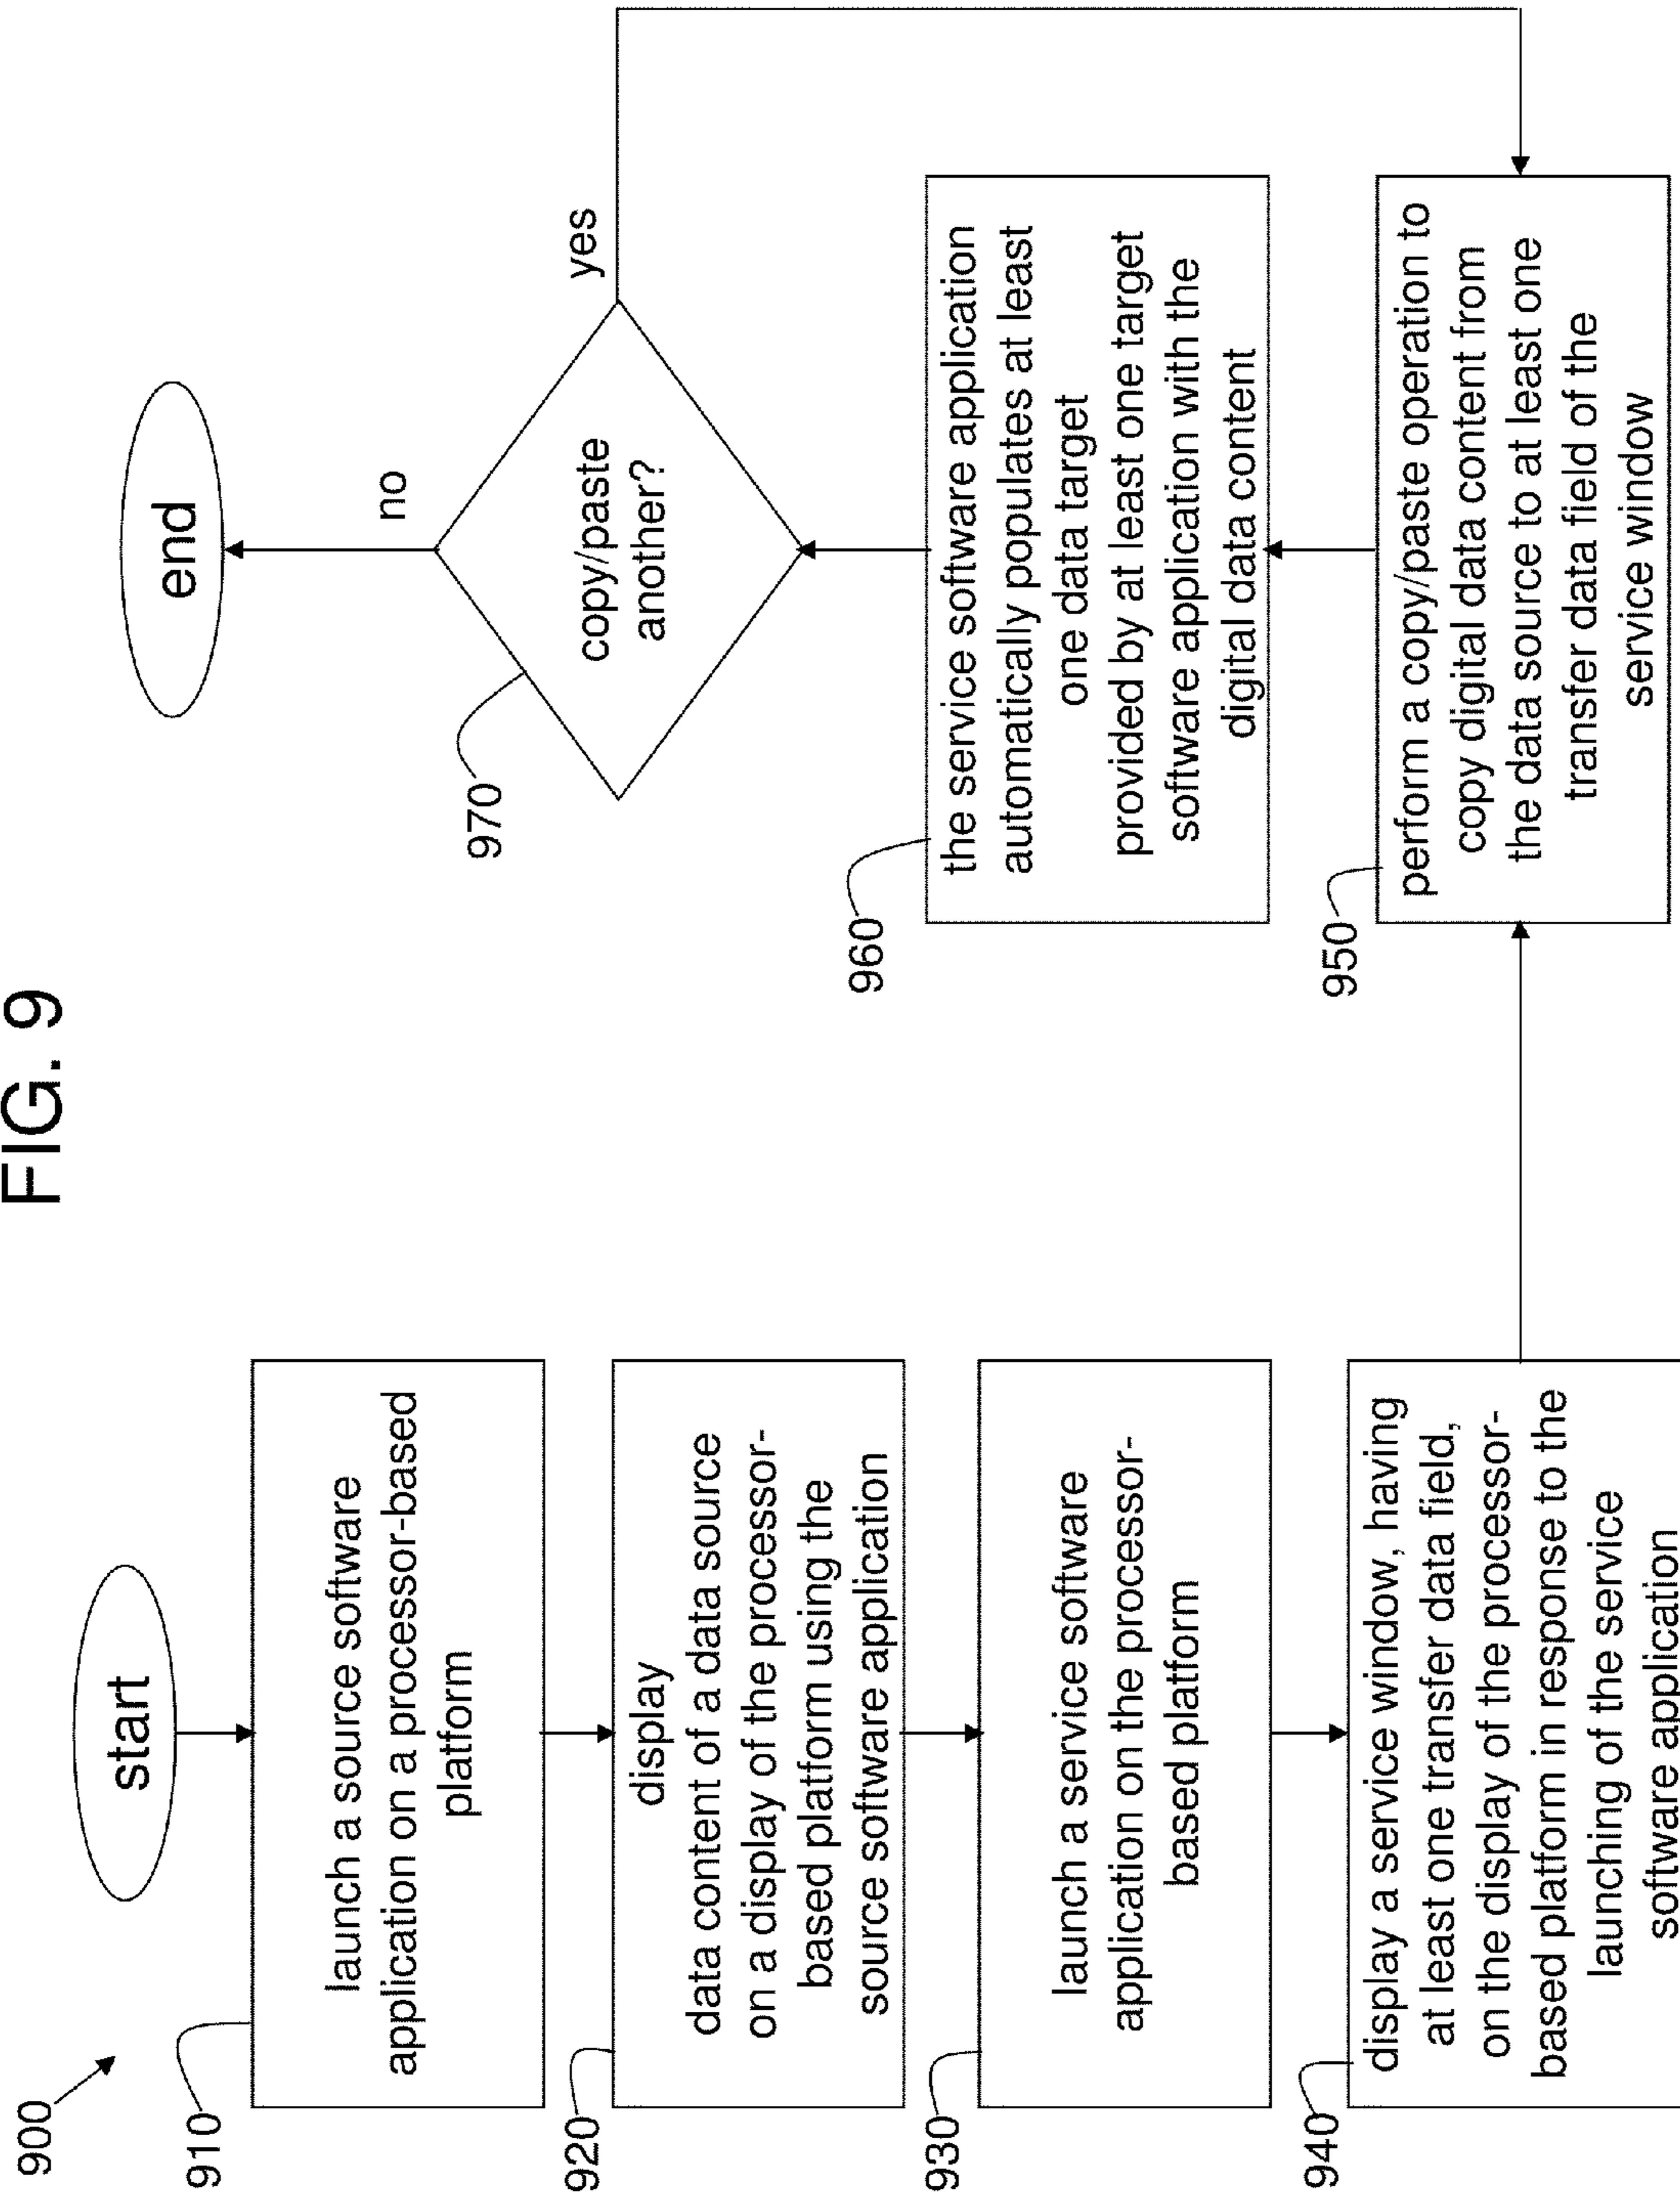 FIG. 9
900
start
910
launch a source software
application on a processor-based
platform
920
display
data content of a data source
on a display of the processor-
based platform using the
source software application
930
launch a service software
application on the processor-
based platform
940
display a service window, having
at least one transfer data field,
on the display of the processor-
based platform in response to the
launching of the service
software application
950
perform a copy/paste operation to
copy digital data content from
the data source to at least one
transfer data field of the
service window
960
the service software application
automatically populates at least
one data target
provided by at least one target
software application with the
digital data content
970
copy/paste
another?
yes
no
end